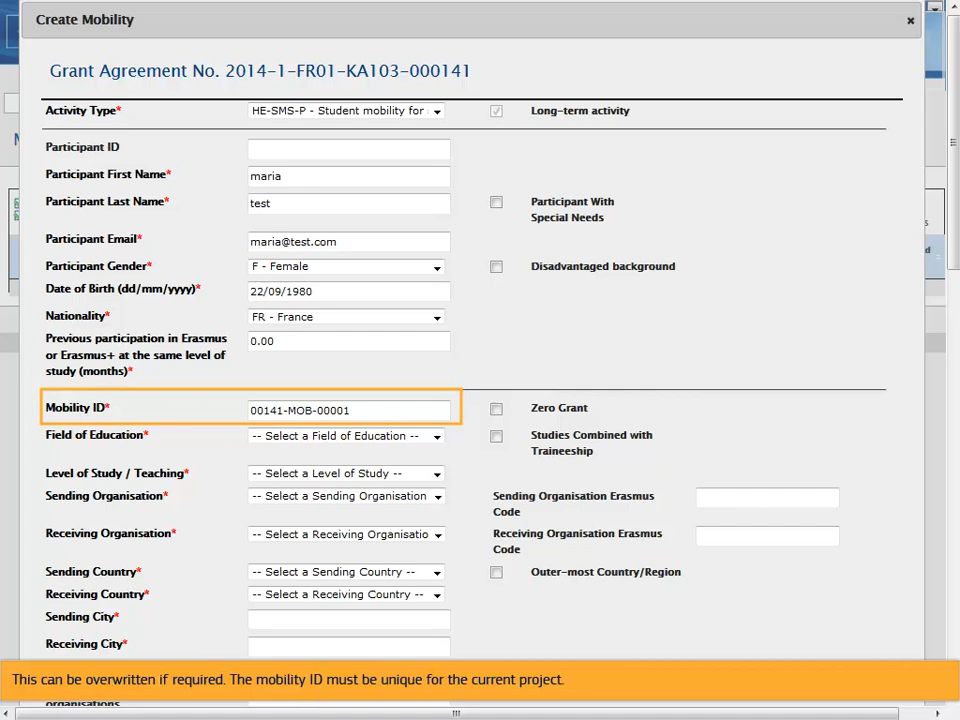 Create Mobility
Grant Agreement No. 2014-1-FR01-KA103-000141
Activity Type* HE-SMS-P - Student mobility for Long-term activity
Participant ID
Participant First Name* maria
Participant Last Name* test Participant With
Special Needs
Participant Email* maria@test.com
Participant Gender* F - Female Disadvantaged background
Date of Birth (dd/mm/yyyy)* 22/09/1980
Nationality* FR - France
Previous participation in Erasmus 0.00
or Erasmus+ at the same level of
study (months)*
Mobility ID* 00141-MOB-00001 Zero Grant
Field of Education* -- Select a Field of Education -- Studies Combined with
Traineeship
Level of Study / Teaching* -- Select a Level of Study --
Sending Organisation* -- Select a Sending Organisation Sending Organisation Erasmus
Code
Receiving Organisation* -- Select a Receiving Organisatio Receiving Organisation Erasmus
Code
Sending Country* -- Select a Sending Country -- Outer-most Country/Region
Receiving Country* -- Select a Receiving Country --
Sending City*
Receiving City*
This can be overwritten if required. The mobility ID must be unique for the current project.
organisations